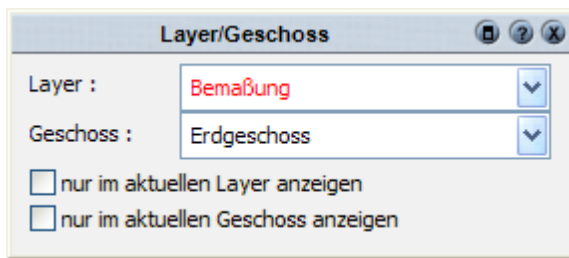 Layer/Geschoss
Layer : Bemaßung
Geschoss : Erdgeschoss
nur im aktuellen Layer anzeigen
nur im aktuellen Geschoss anzeigen